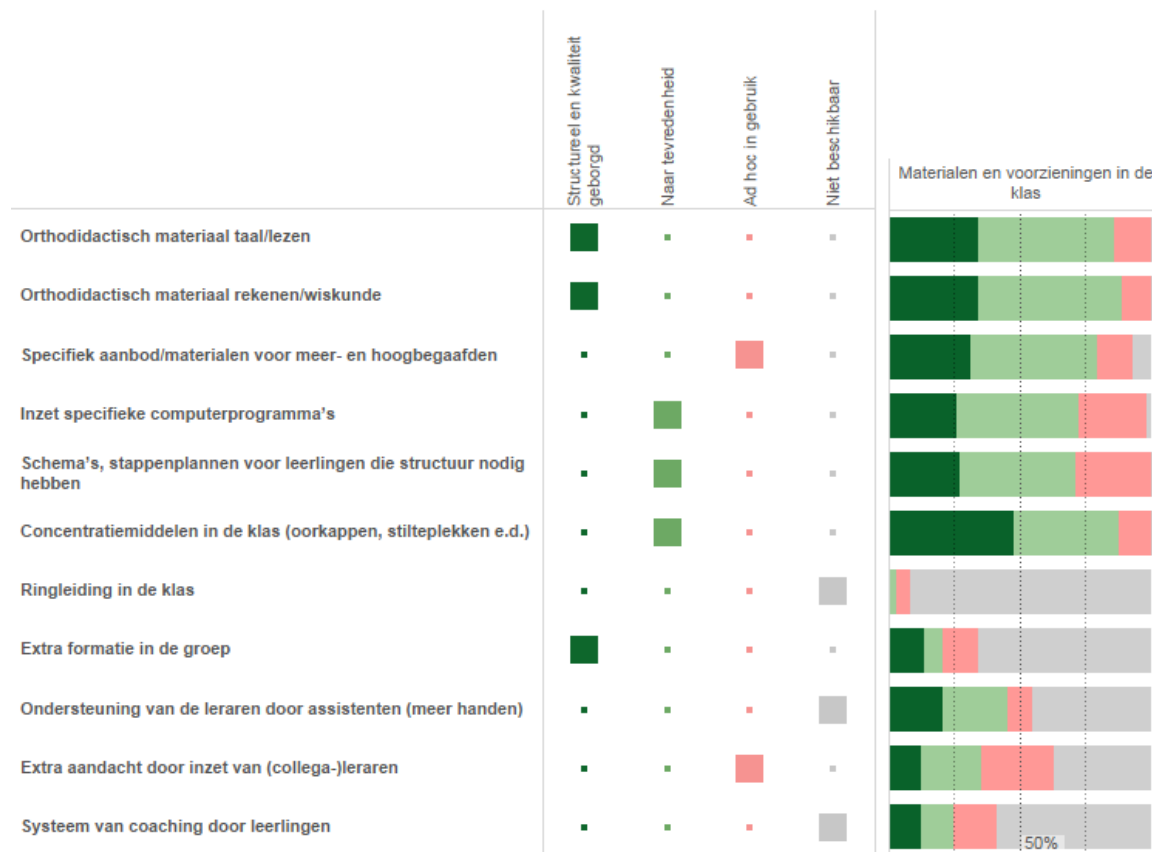 Structureel en kwaliteit
geborgd
Naar tevredenheid
Ad hoc in gebruik
Niet beschikbaar
Materialen en voorzieningen in de
klas
Orthodidactisch materiaal taal/lezen
Orthodidactisch materiaal rekenen/wiskunde
Specifiek aanbod/materialen voor meer- en hoogbegaafden
Inzet specifieke computerprogramma's
Schema's, stappenplannen voor leerlingen die structuur nodig
hebben
Concentratiemiddelen in de klas (oorkappen, stilteplekken e.d.)
Ringleiding in de klas
Extra formatie in de groep
Ondersteuning van de leraren door assistenten (meer handen)
Extra aandacht door inzet van (collega-)leraren
Systeem van coaching door leerlingen
50%